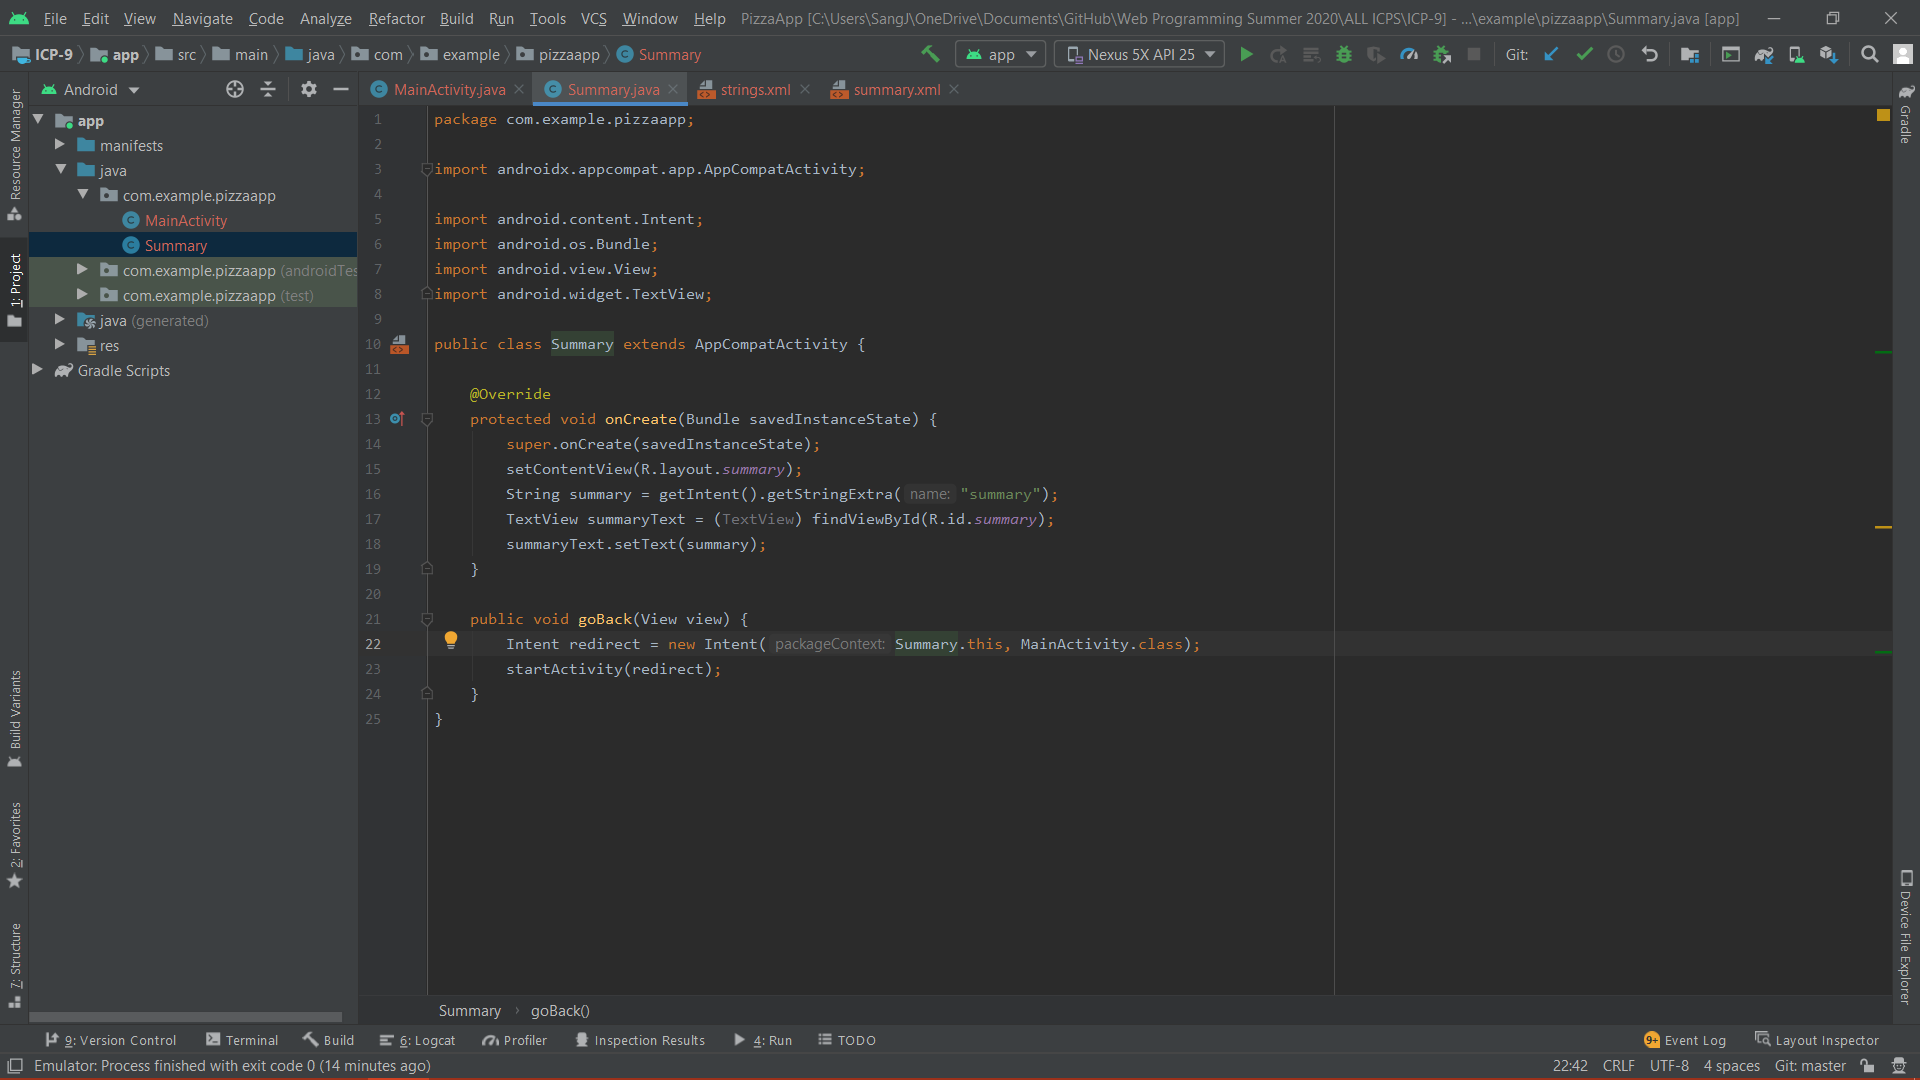 File Edit View Navigate Code Analyze Refactor Build Run Tools VCS Window Help PizzaApp [C:\Users\SangJ\OneDrive\Documents\GitHub\Web Programming Summer 2020\ALL ICPS\ICP-9] - ...\example\pizzaapp\Summary.java [app]
ICP-9 app src main java com example pizzaapp Summary app Nexus 5X API 25 Git:
Android MainActivity.java Summary.java strings.xml summary.xml
Resource Manager
1: Project
Build Variants
2: Favorites
7: Structure
app
manifests
java
com.example.pizzaapp
MainActivity
Summary
com.example.pizzaapp (androidTes
com.example.pizzaapp (test)
java (generated)
res
Gradle Scripts
1 package com.example.pizzaapp;
2
3 import androidx.appcompat.app.AppCompatActivity;
4
5 import android.content.Intent;
6 import android.os.Bundle;
7 import android.view.View;
8 import android.widget.TextView;
9
10 public class Summary extends AppCompatActivity {
11
12 @Override
13 protected void onCreate(Bundle savedInstanceState) {
14 super.onCreate(savedInstanceState);
15 setContentView(R.layout.summary);
16 String summary = getIntent().getStringExtra( name: "summary");
17 TextView summaryText = (TextView) findViewById(R.id.summary);
18 summaryText.setText(summary);
19 }
20
21 public void goBack(View view) {
22 Intent redirect = new Intent( packageContext: Summary.this, MainActivity.class);
23 startActivity(redirect);
24 }
25 }
Gradle
Device File Explorer
Summary › goBack()
9: Version Control Terminal Build 6: Logcat Profiler Inspection Results 4: Run TODO 9+ Event Log Layout Inspector
Emulator: Process finished with exit code 0 (14 minutes ago) 22:42 CRLF UTF-8 4 spaces Git: master